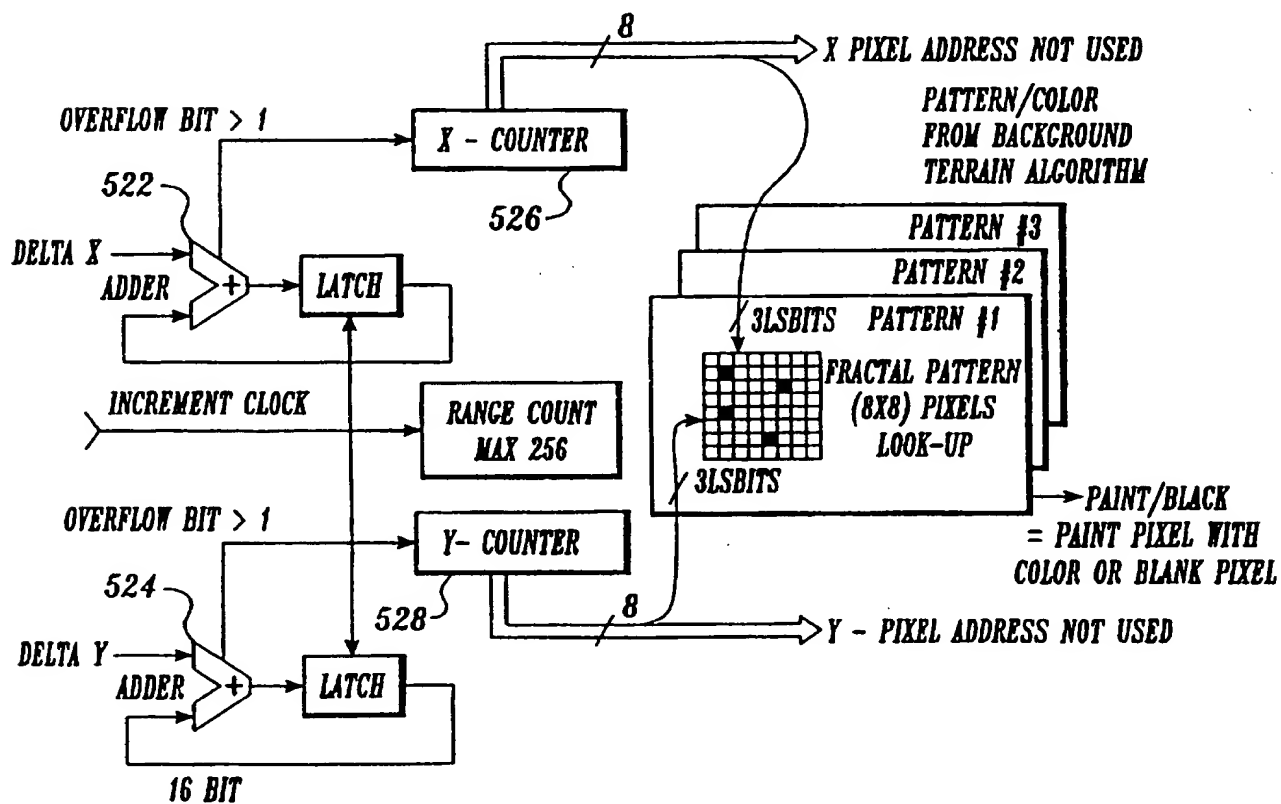 8
X PIXEL ADDRESS NOT USED
OVERFLOW BIT > 1
X - COUNTER
PATTERN/COLOR
FROM BACKGROUND
TERRAIN ALGORITHM
522
526
DELTA X
ADDER
+
LATCH
PATTERN #3
PATTERN #2
3LSBITS
PATTERN #1
INCREMENT CLOCK
RANGE COUNT
MAX 256
FRACTAL PATTERN
(8X8) PIXELS
LOOK-UP
3LSBITS
OVERFLOW BIT > 1
Y- COUNTER
PAINT/BLACK
= PAINT PIXEL WITH
COLOR OR BLANK PIXEL
524
528
8
Y - PIXEL ADDRESS NOT USED
DELTA Y
ADDER
+
LATCH
16 BIT